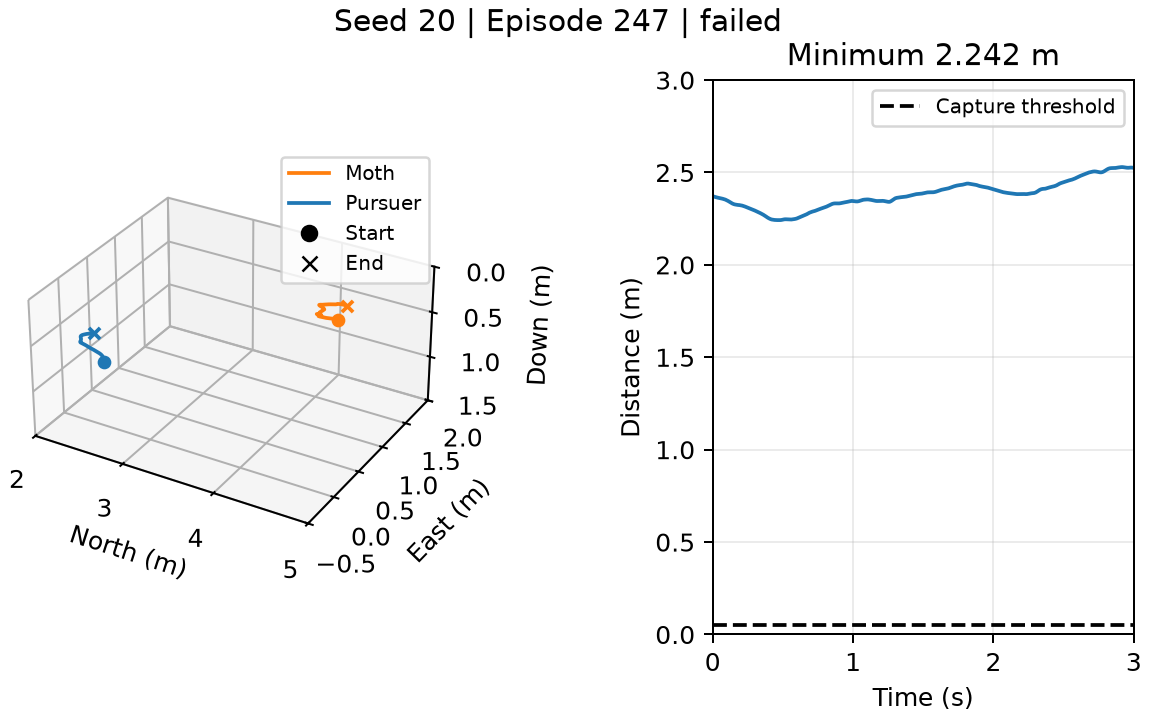 Seed 20 | Episode 247 | failed
Moth
Pursuer
Start
End
0.0
0.5
1.0
1.5
Down (m)
2.0
1.5
1.0
0.5
0.0
−0.5
East (m)
2
3
4
5
North (m)
Minimum 2.242 m
Capture threshold
3.0
2.5
2.0
1.5
1.0
0.5
0.0
Distance (m)
0
1
2
3
Time (s)